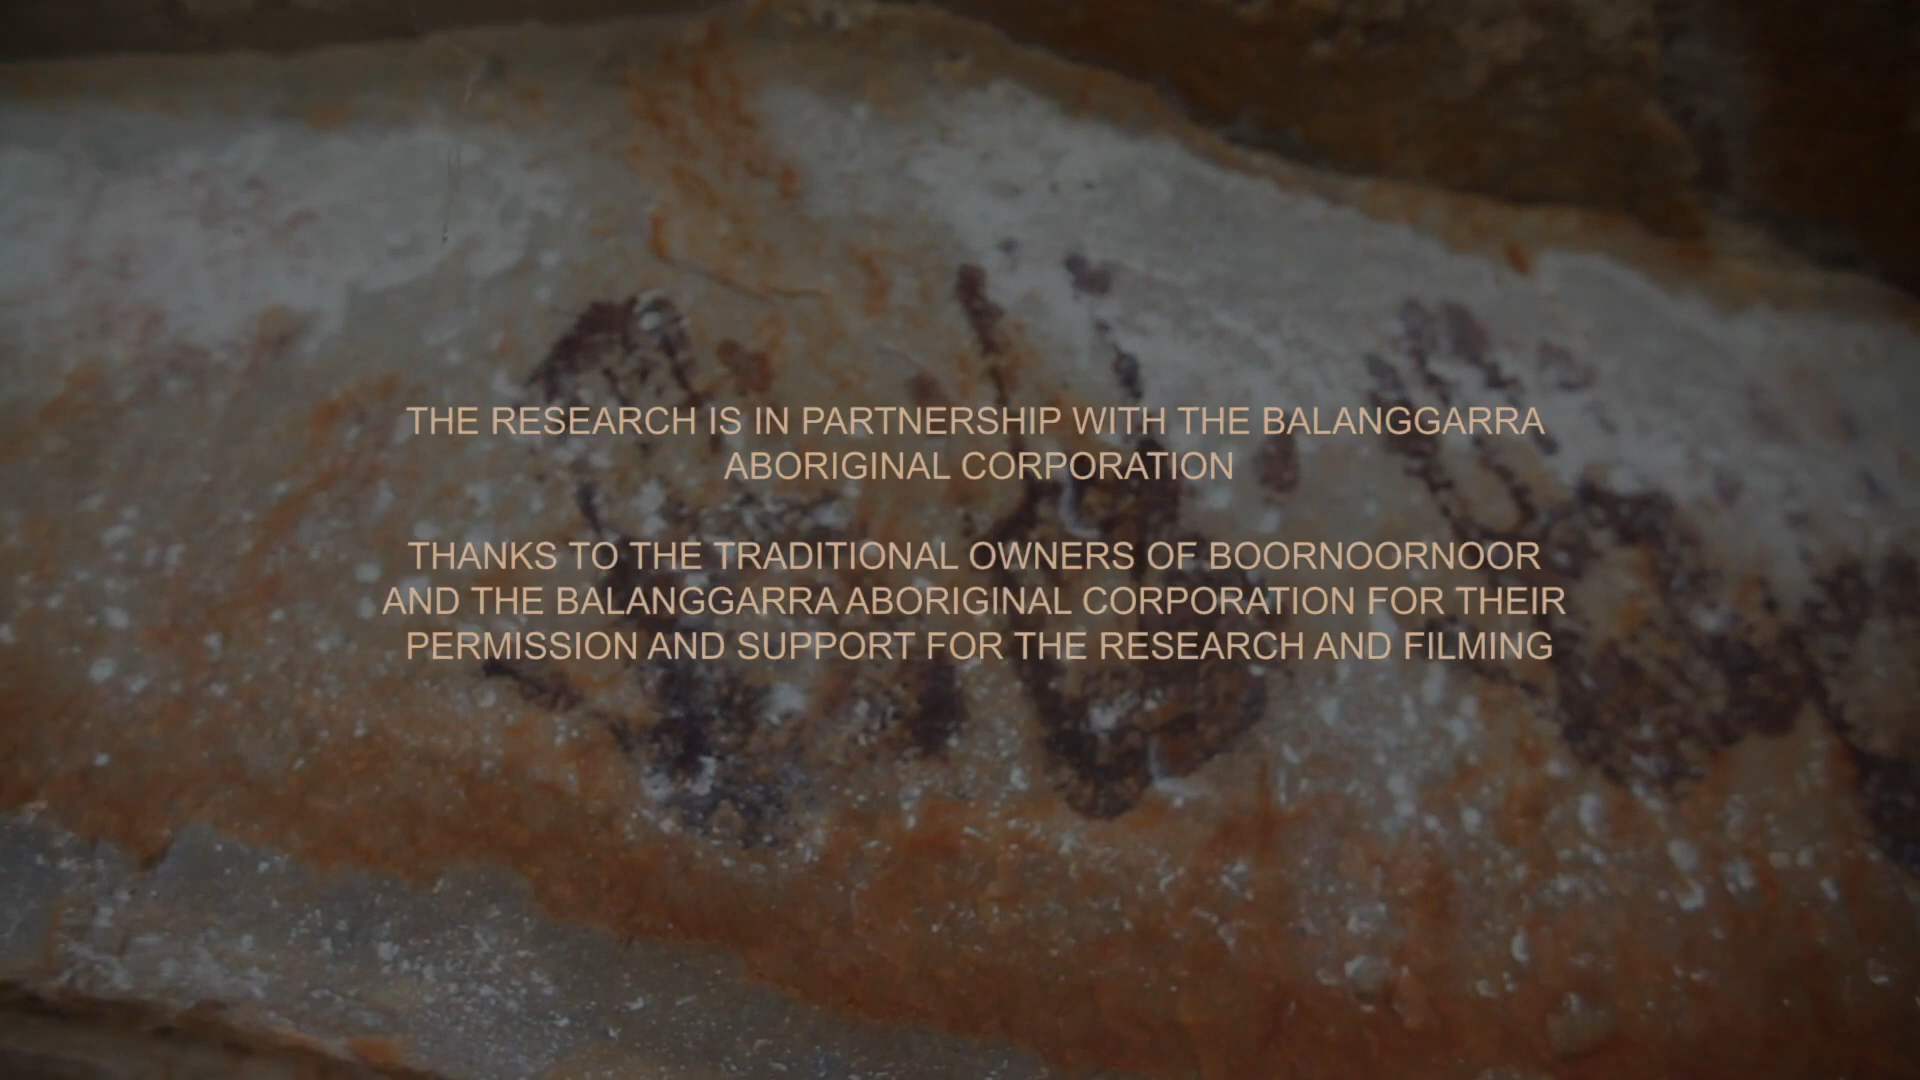 THE RESEARCH IS IN PARTNERSHIP WITH THE BALANGGARRA
ABORIGINAL CORPORATION
THANKS TO THE TRADITIONAL OWNERS OF BOORNOORNOOR
AND THE BALANGGARRA ABORIGINAL CORPORATION FOR THEIR
PERMISSION AND SUPPORT FOR THE RESEARCH AND FILMING